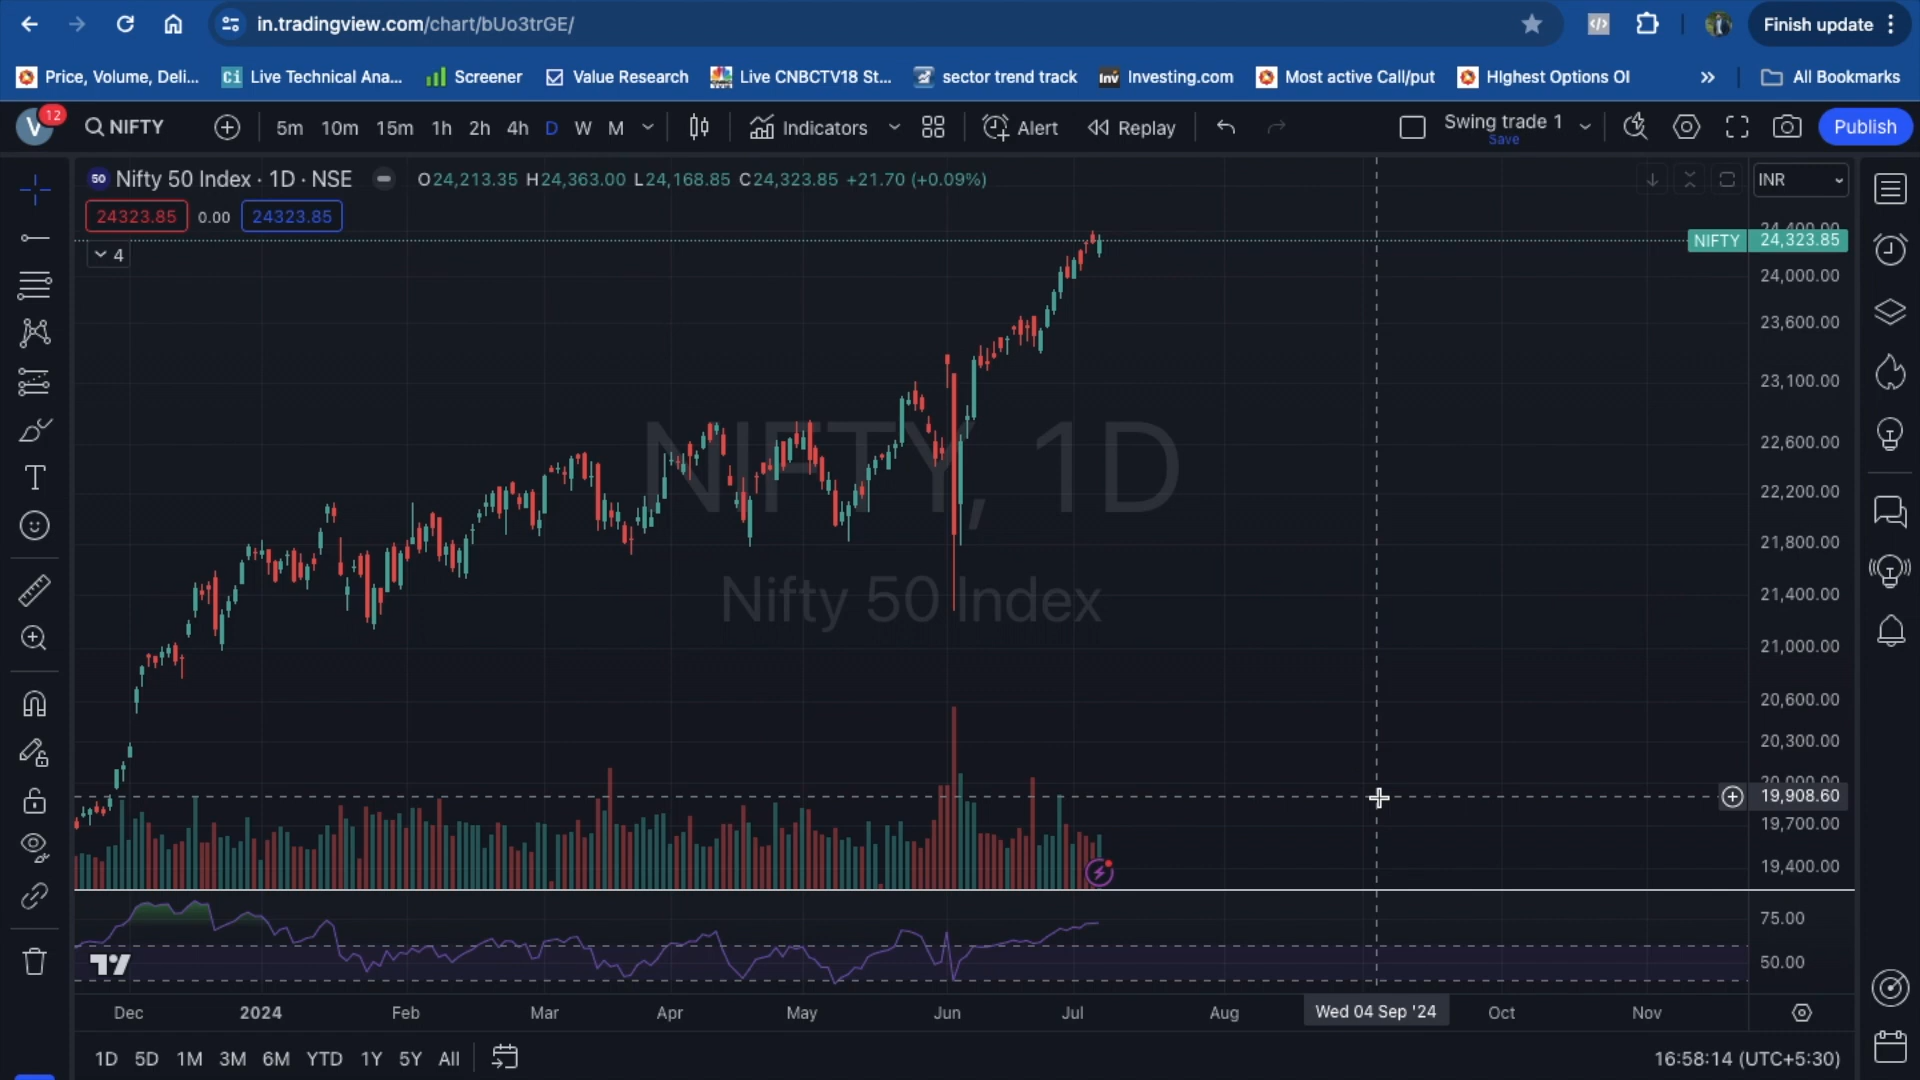 in.tradingview.com/chart/bUo3trGE/
Finish update
Price, Volume, Deli...
Live Technical Ana...
Screener
Value Research
Live CNBCTV18 St...
sector trend track
Investing.com
Most active Call/put
HIghest Options OI
All Bookmarks
V 12
NIFTY
5m 10m 15m 1h 2h 4h D W M
Indicators
Alert
Replay
Swing trade 1
Save
Publish
50 Nifty 50 Index · 1D · NSE O24,213.35 H24,363.00 L24,168.85 C24,323.85 +21.70 (+0.09%)
INR
24323.85 0.00 24323.85
4
NIFTY, 1D
Nifty 50 Index
24,400.00
NIFTY 24,323.85
24,000.00
23,600.00
23,100.00
22,600.00
22,200.00
21,800.00
21,400.00
21,000.00
20,600.00
20,300.00
20,000.00
19,908.60
19,700.00
19,400.00
75.00
50.00
Dec 2024 Feb Mar Apr May Jun Jul Aug Wed 04 Sep '24 Oct Nov
1D 5D 1M 3M 6M YTD 1Y 5Y All
16:58:14 (UTC+5:30)